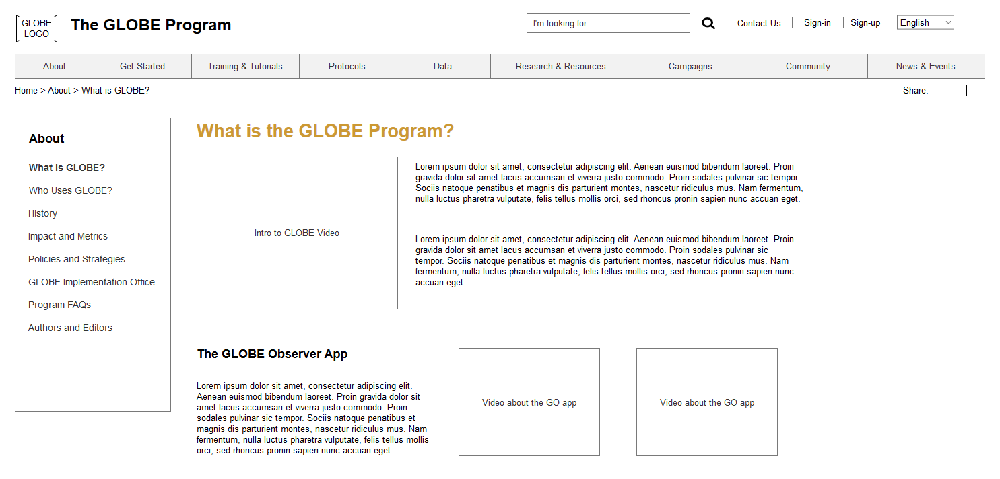 GLOBE
LOGO
The GLOBE Program
I'm looking for....
Contact Us
Sign-in
Sign-up
English
About
Get Started
Training & Tutorials
Protocols
Data
Research & Resources
Campaigns
Community
News & Events
Home > About > What is GLOBE?
Share:
About
What is GLOBE?
Who Uses GLOBE?
History
Impact and Metrics
Policies and Strategies
GLOBE Implementation Office
Program FAQs
Authors and Editors
What is the GLOBE Program?
Intro to GLOBE Video
Lorem ipsum dolor sit amet, consectetur adipiscing elit. Aenean euismod bibendum laoreet. Proin
gravida dolor sit amet lacus accumsan et viverra justo commodo. Proin sodales pulvinar sic tempor.
Sociis natoque penatibus et magnis dis parturient montes, nascetur ridiculus mus. Nam fermentum,
nulla luctus pharetra vulputate, felis tellus mollis orci, sed rhoncus pronin sapien nunc accuan eget.
Lorem ipsum dolor sit amet, consectetur adipiscing elit. Aenean euismod bibendum laoreet. Proin
gravida dolor sit amet lacus accumsan et viverra justo commodo. Proin sodales pulvinar sic
tempor. Sociis natoque penatibus et magnis dis parturient montes, nascetur ridiculus mus. Nam
fermentum, nulla luctus pharetra vulputate, felis tellus mollis orci, sed rhoncus pronin sapien nunc
accuan eget.
The GLOBE Observer App
Lorem ipsum dolor sit amet, consectetur adipiscing elit.
Aenean euismod bibendum laoreet. Proin gravida dolor sit
amet lacus accumsan et viverra justo commodo. Proin
sodales pulvinar sic tempor. Sociis natoque penatibus et
magnis dis parturient montes, nascetur ridiculus mus. Nam
fermentum, nulla luctus pharetra vulputate, felis tellus mollis
orci, sed rhoncus pronin sapien nunc accuan eget.
Video about the GO app
Video about the GO app